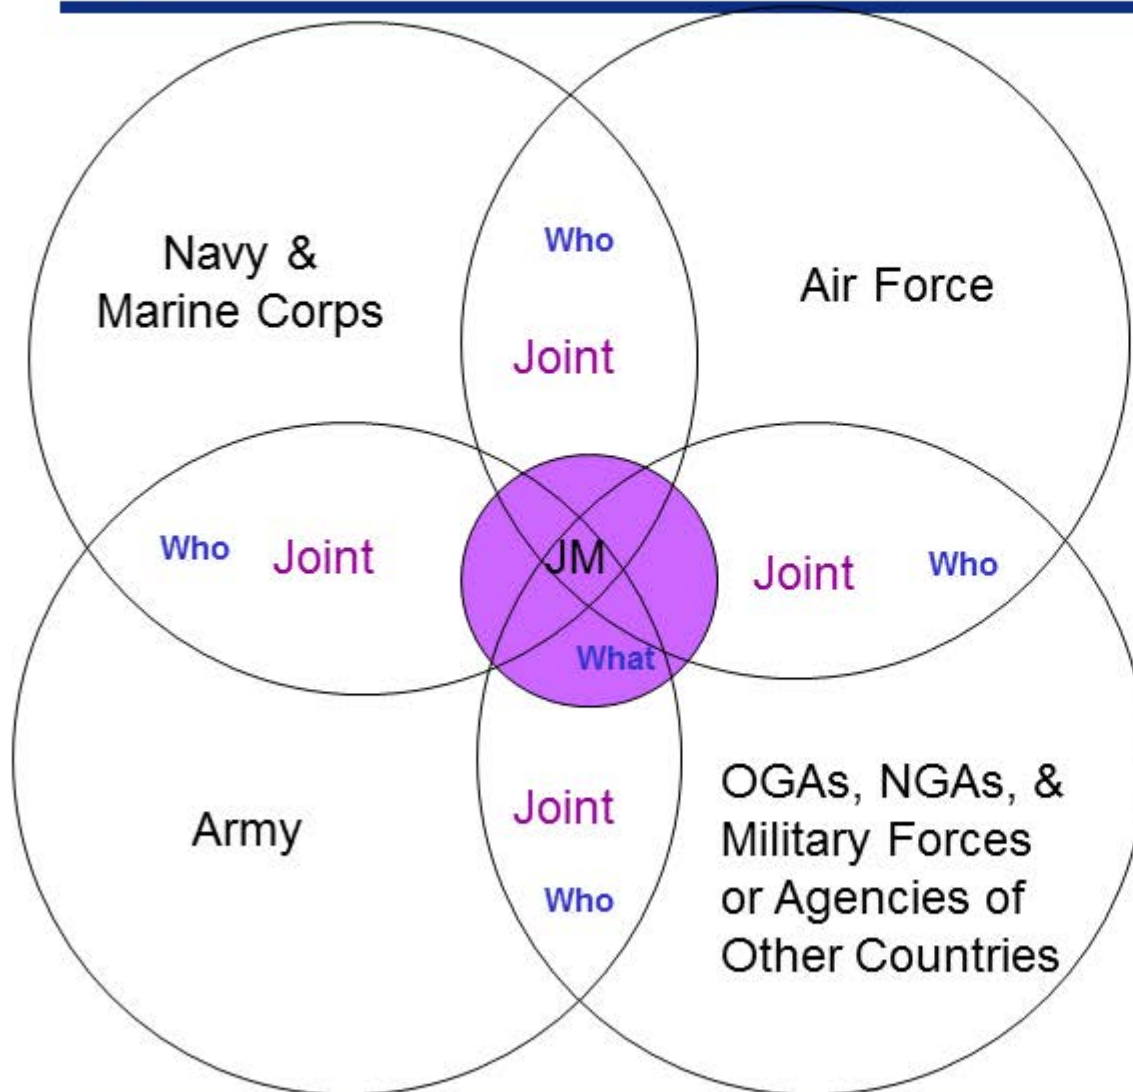 Who
Navy &
Marine Corps
Air Force
Joint
Who
Joint
JM
Joint
Who
What
Joint
Army
Who
OGAs, NGAs, &
Military Forces
or Agencies of
Other Countries